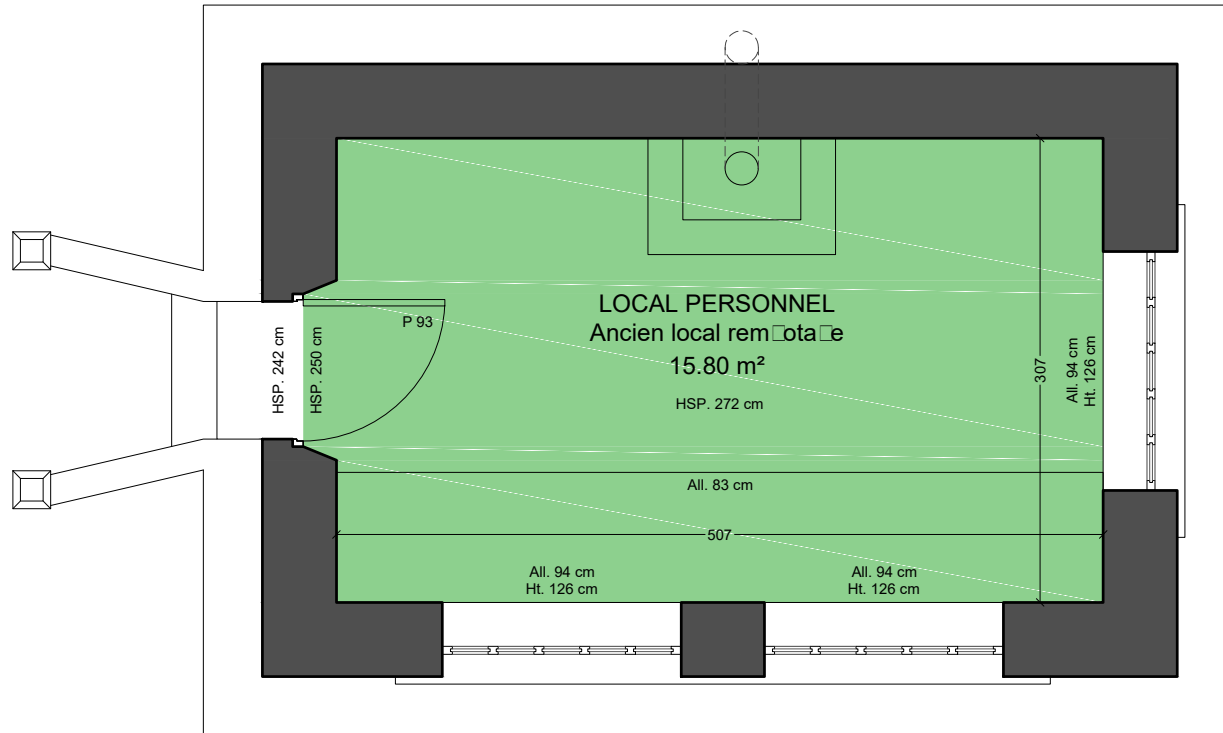 LOCAL PERSONNEL
Ancien local rem□ota□e
15.80 m²
HSP. 272 cm
P 93
HSP. 242 cm
HSP. 250 cm
307
All. 94 cm
Ht. 126 cm
All. 83 cm
507
All. 94 cm
Ht. 126 cm
All. 94 cm
Ht. 126 cm